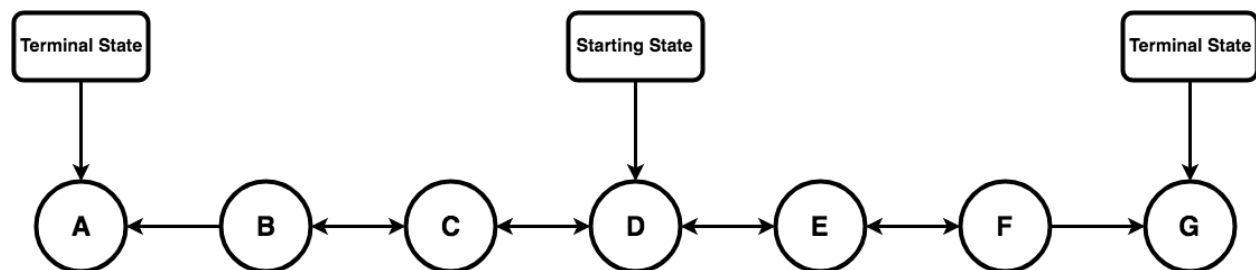 Terminal State
Starting State
Terminal State
A
B
C
D
E
F
G